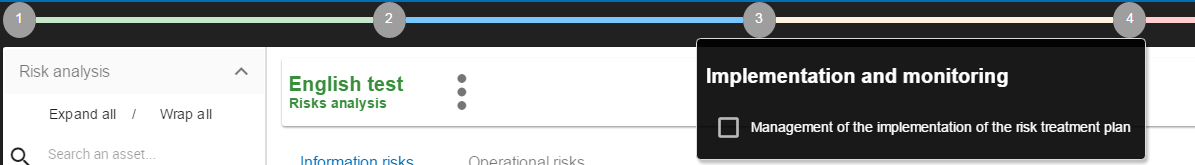 1 2 3 4
Risk analysis
Expand all / Wrap all
Search an asset...
English test
Risks analysis
Information risks Operational risks
Implementation and monitoring
Management of the implementation of the risk treatment plan